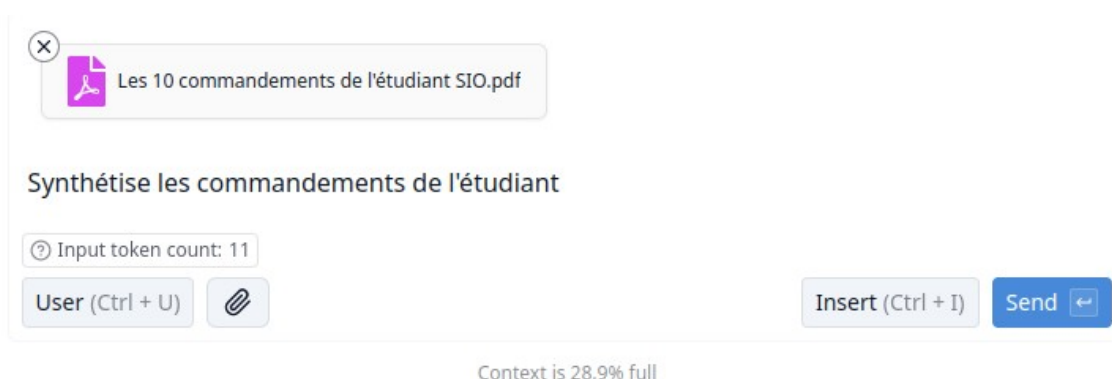 Les 10 commandements de l'étudiant SIO.pdf
Synthétise les commandements de l'étudiant
Input token count: 11
User (Ctrl + U)
Insert (Ctrl + I)
Send
Context is 28.9% full